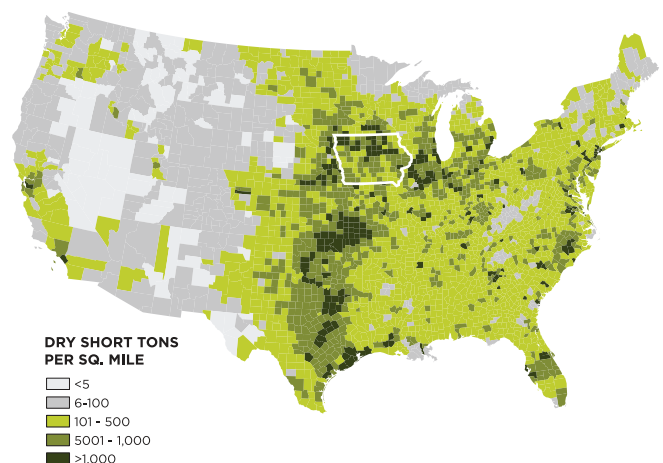 DRY SHORT TONS
PER SQ. MILE
<5
6-100
101 - 500
5001 - 1,000
>1,000